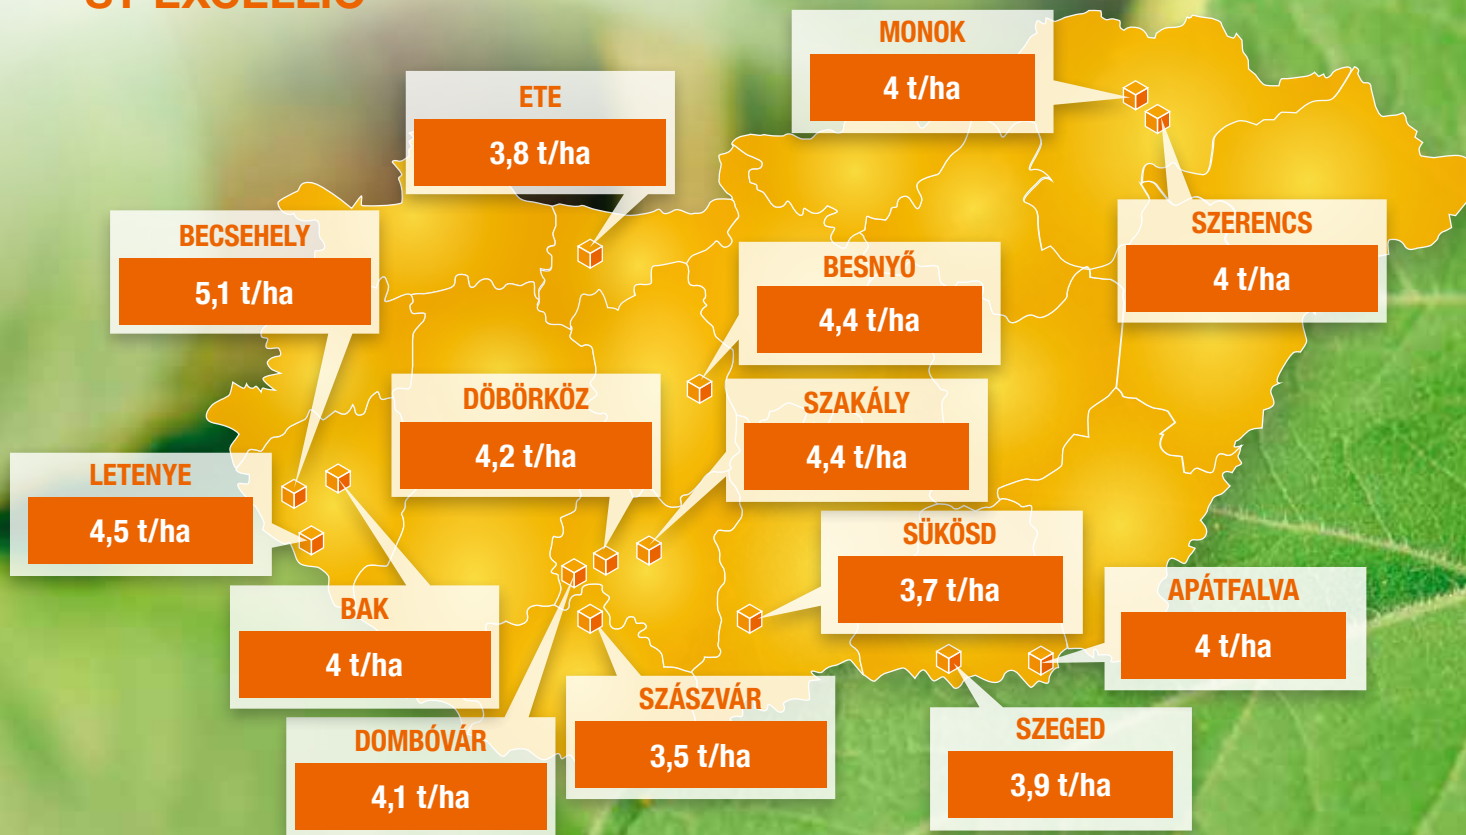 MONOK
4 t/ha
ETE
3,8 t/ha
SZERENCS
4 t/ha
BECSEHELY
5,1 t/ha
BESNYŐ
4,4 t/ha
DÖBÖRKÖZ
4,2 t/ha
SZAKÁLY
4,4 t/ha
LETENYE
4,5 t/ha
SÜKÖSD
3,7 t/ha
APÁTFALVA
4 t/ha
BAK
4 t/ha
SZÁSZVÁR
3,5 t/ha
SZEGED
3,9 t/ha
DOMBÓVÁR
4,1 t/ha